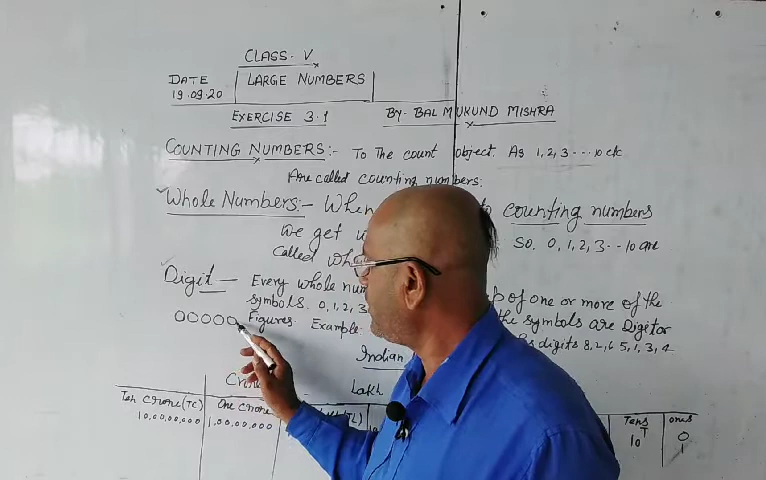 CLASS - V
DATE LARGE NUMBERS
19.09.20
EXERCISE 3.1 BY:- BAL MUKUND MISHRA
COUNTING NUMBERS:- To The count object. As 1, 2, 3 ... 10 etc
Are called counting numbers.
Whole Numbers:- When to counting numbers
We get So. 0, 1, 2, 3 .. 10 are
Called
Digit — Every whole of one or more of the
symbols. 0, 1, 2, 3 the symbols are Digit or
00000 Figures. Example- digits 8, 2, 6 5, 1, 3, 4
Indian
Lakh
Ten Crore (TC) One Crore (TL) Tens ones
10,00,00,000 1,00,00,000 10 0
T 1